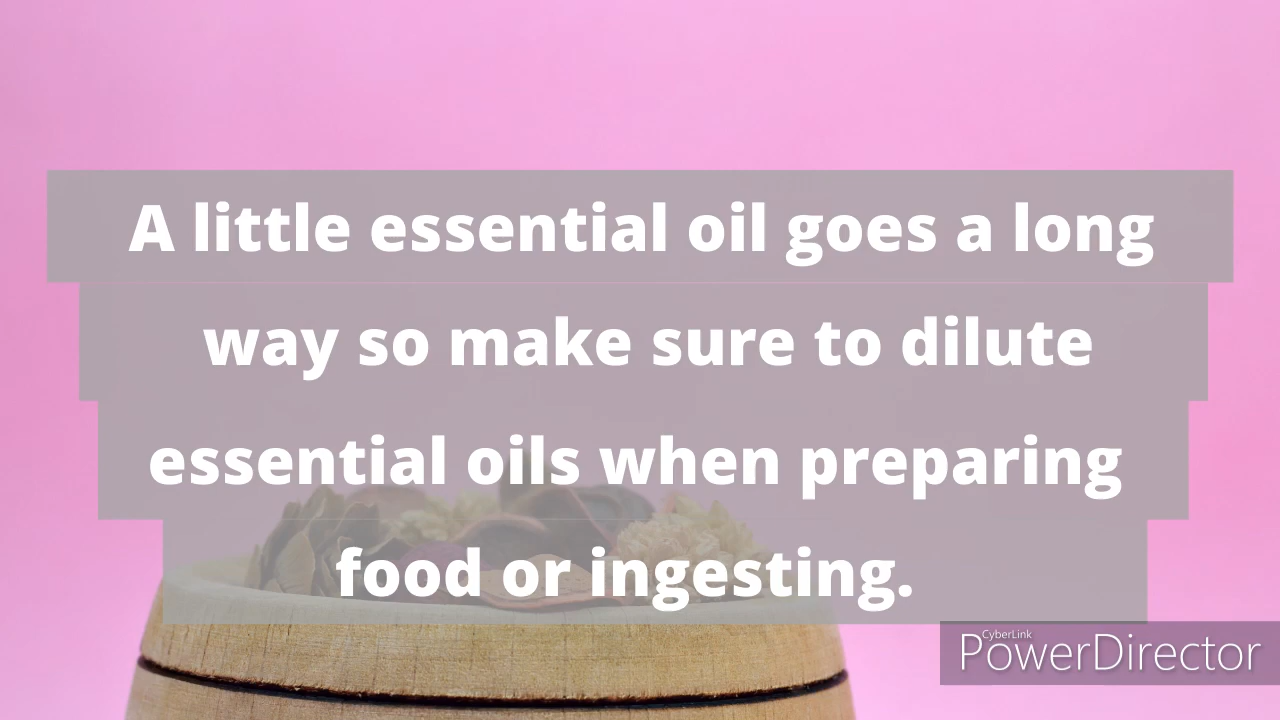 A little essential oil goes a long
way so make sure to dilute
essential oils when preparing
food or ingesting.
CyberLink
PowerDirector